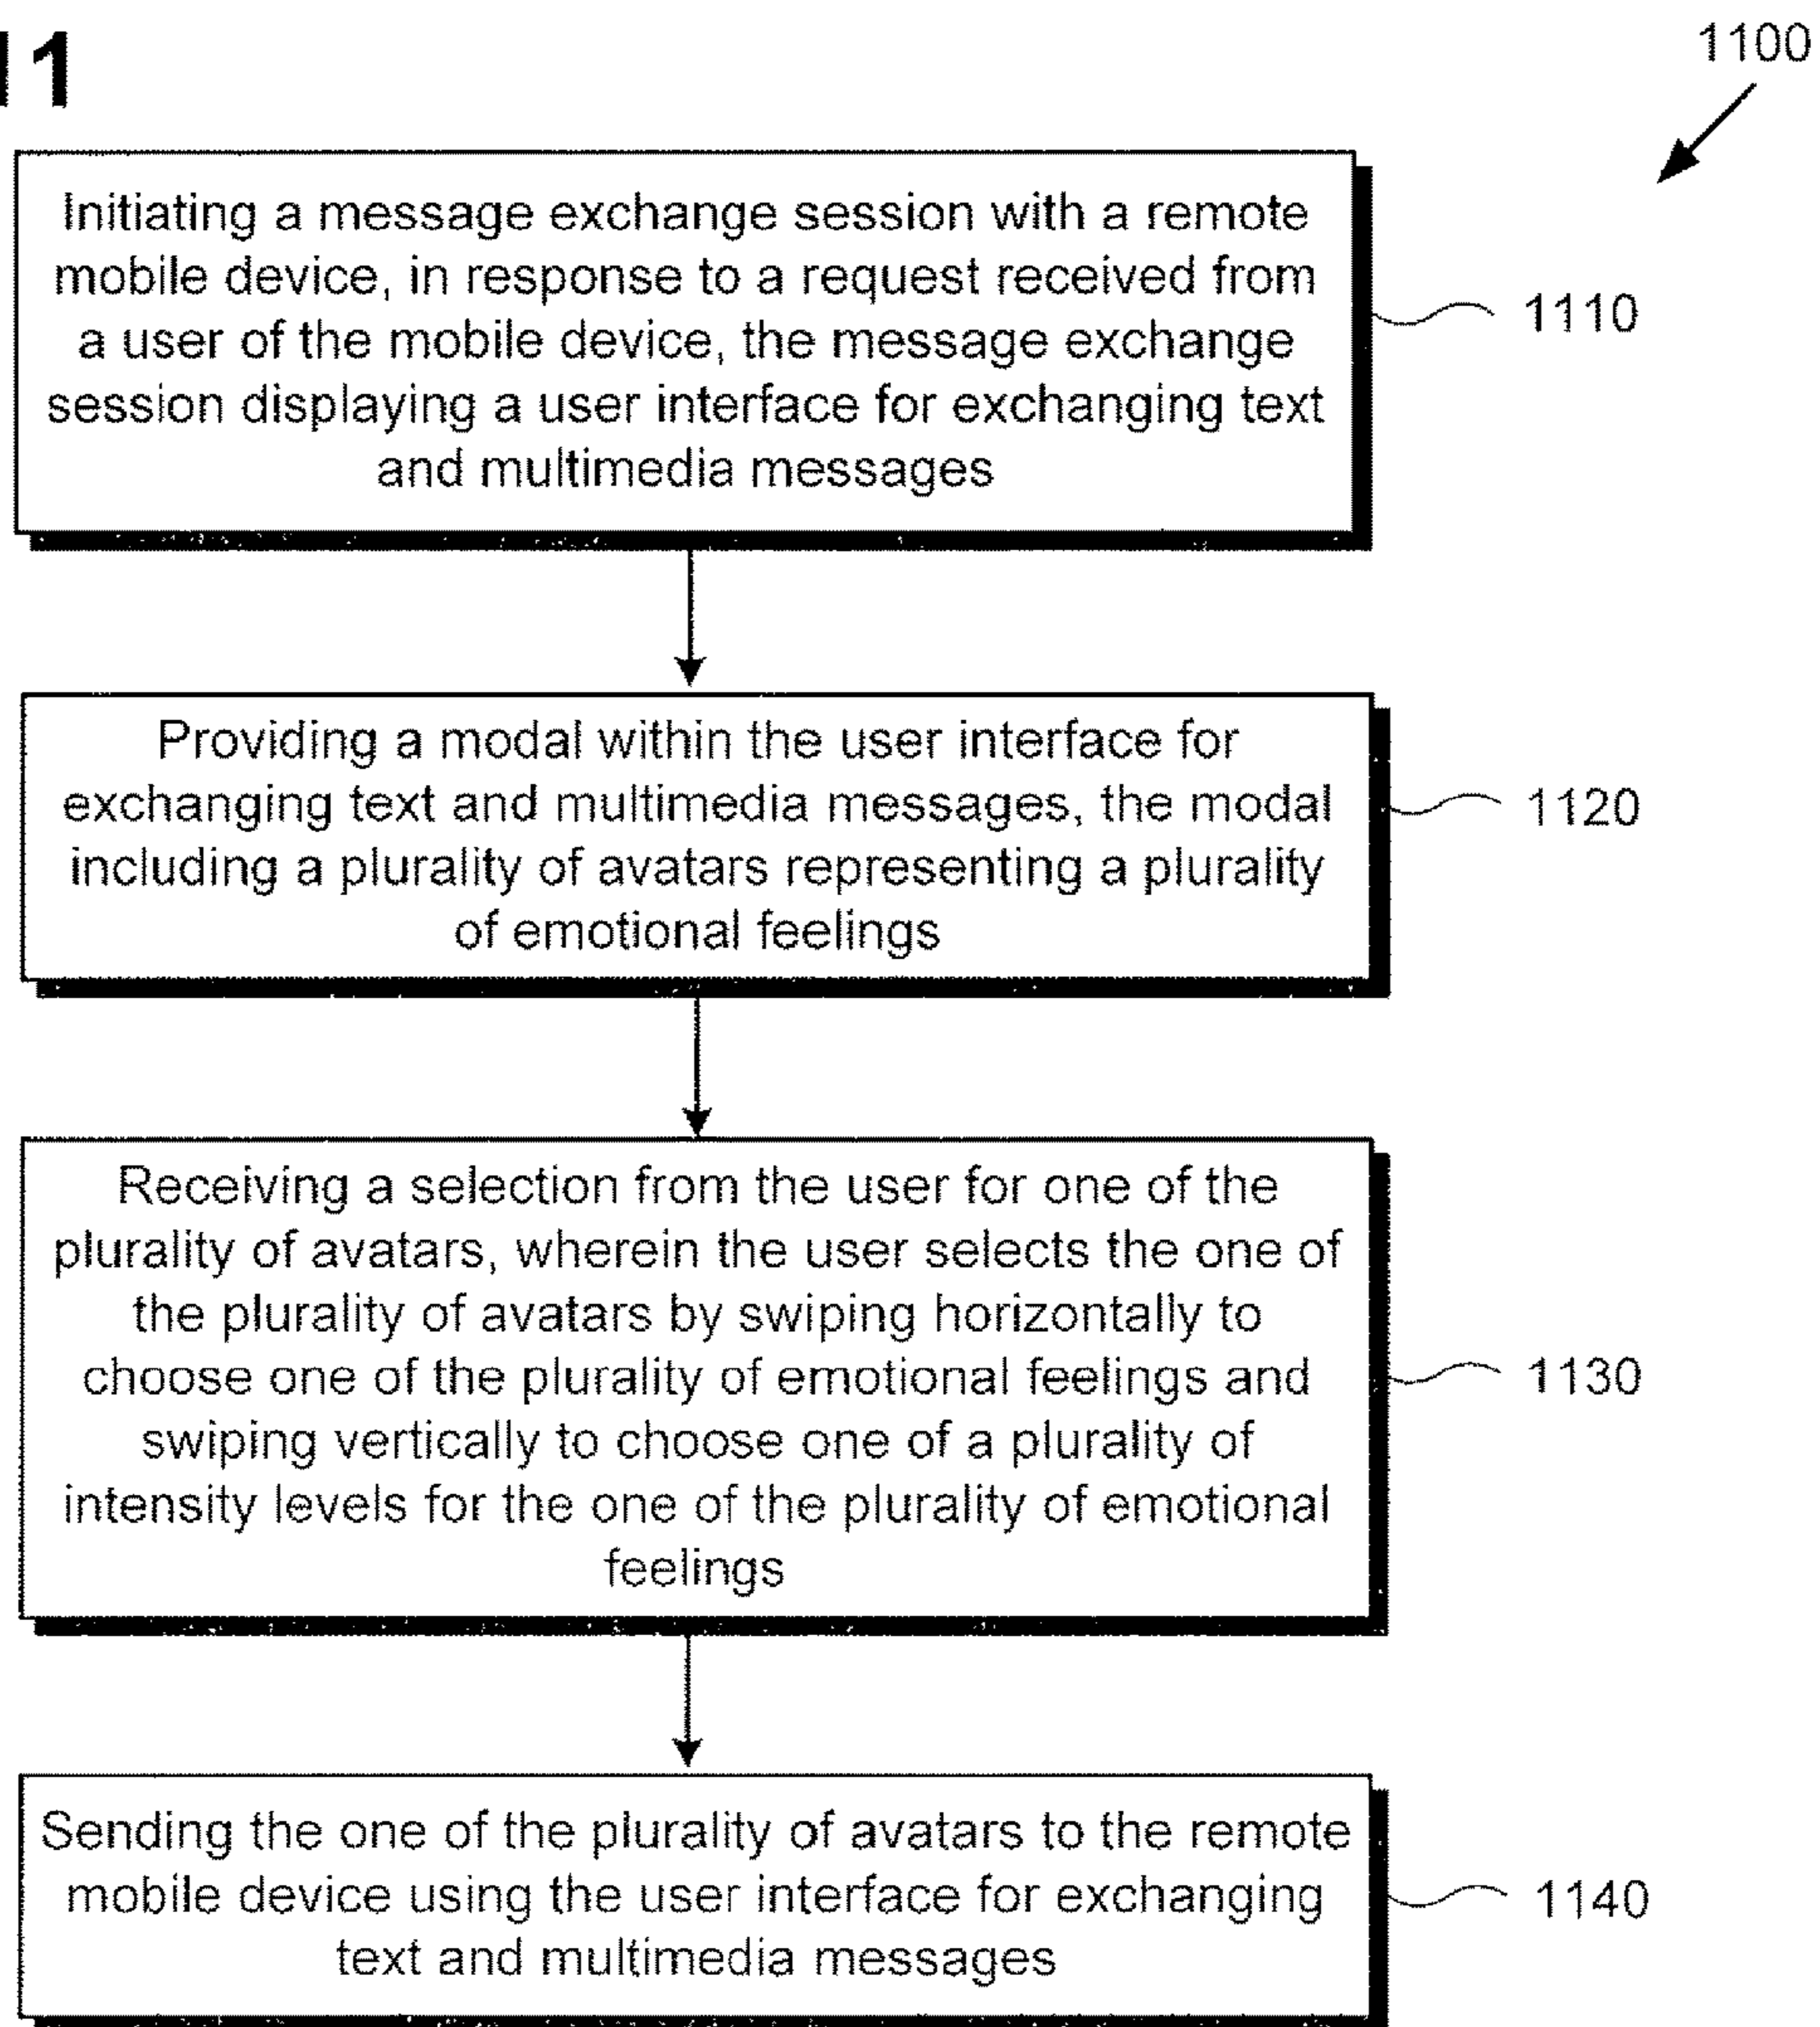 11
1100
Initiating a message exchange session with a remote
mobile device, in response to a request received from
a user of the mobile device, the message exchange
session displaying a user interface for exchanging text
and multimedia messages
1110
Providing a modal within the user interface for
exchanging text and multimedia messages, the modal
including a plurality of avatars representing a plurality
of emotional feelings
1120
Receiving a selection from the user for one of the
plurality of avatars, wherein the user selects the one of
the plurality of avatars by swiping horizontally to
choose one of the plurality of emotional feelings and
swiping vertically to choose one of a plurality of
intensity levels for the one of the plurality of emotional
feelings
1130
Sending the one of the plurality of avatars to the remote
mobile device using the user interface for exchanging
text and multimedia messages
1140